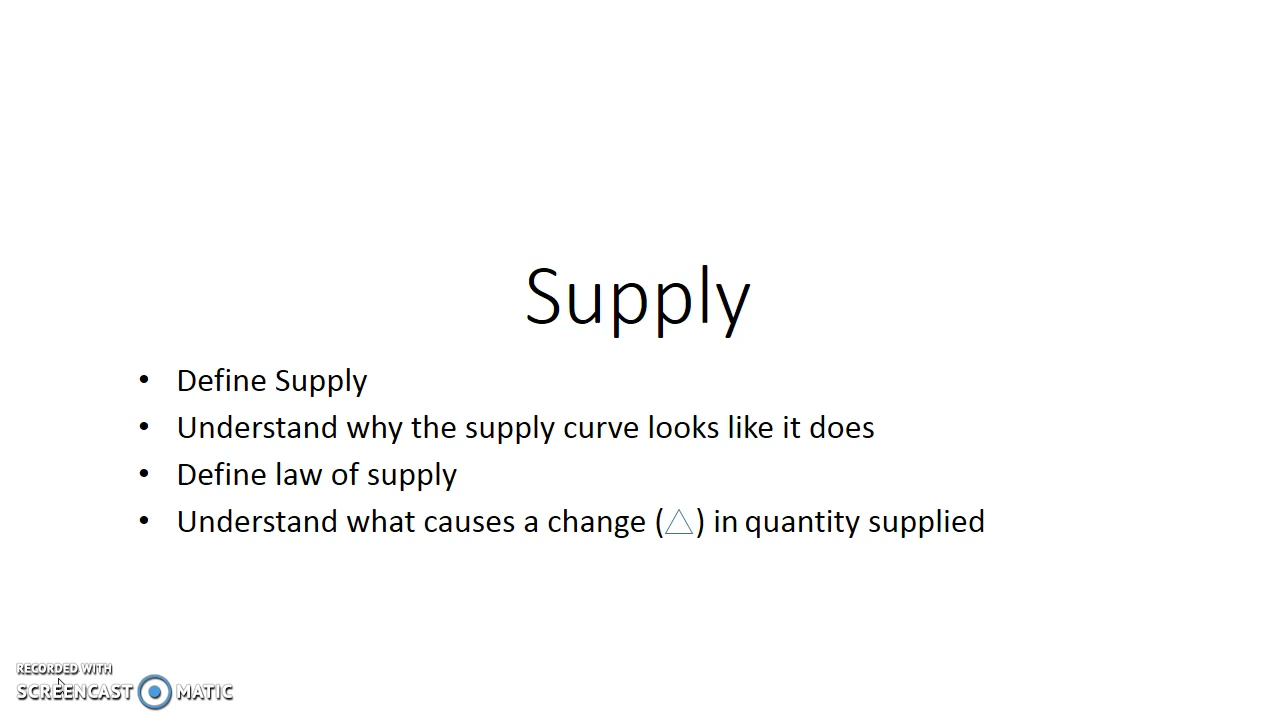 Supply
• Define Supply
• Understand why the supply curve looks like it does
• Define law of supply
• Understand what causes a change (△) in quantity supplied
RECORDED WITH
SCREENCAST MATIC